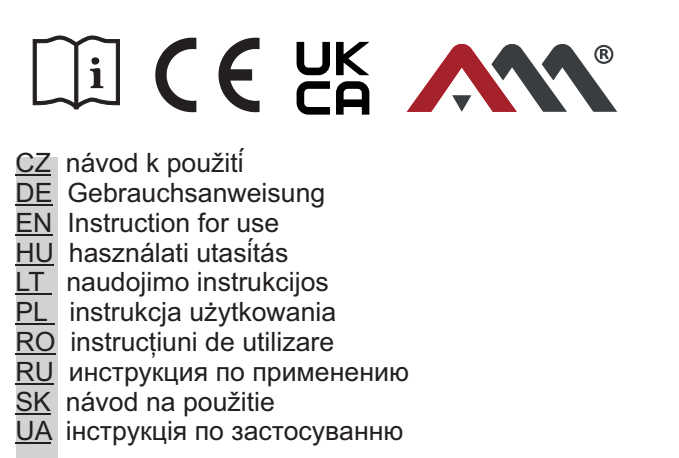 i CE UK CA AM ®
CZ návod k použití
DE Gebrauchsanweisung
EN Instruction for use
HU használati utasítás
LT naudojimo instrukcijos
PL instrukcja użytkowania
RO instrucțiuni de utilizare
RU инструкция по применению
SK návod na použitie
UA інструкція по застосуванню